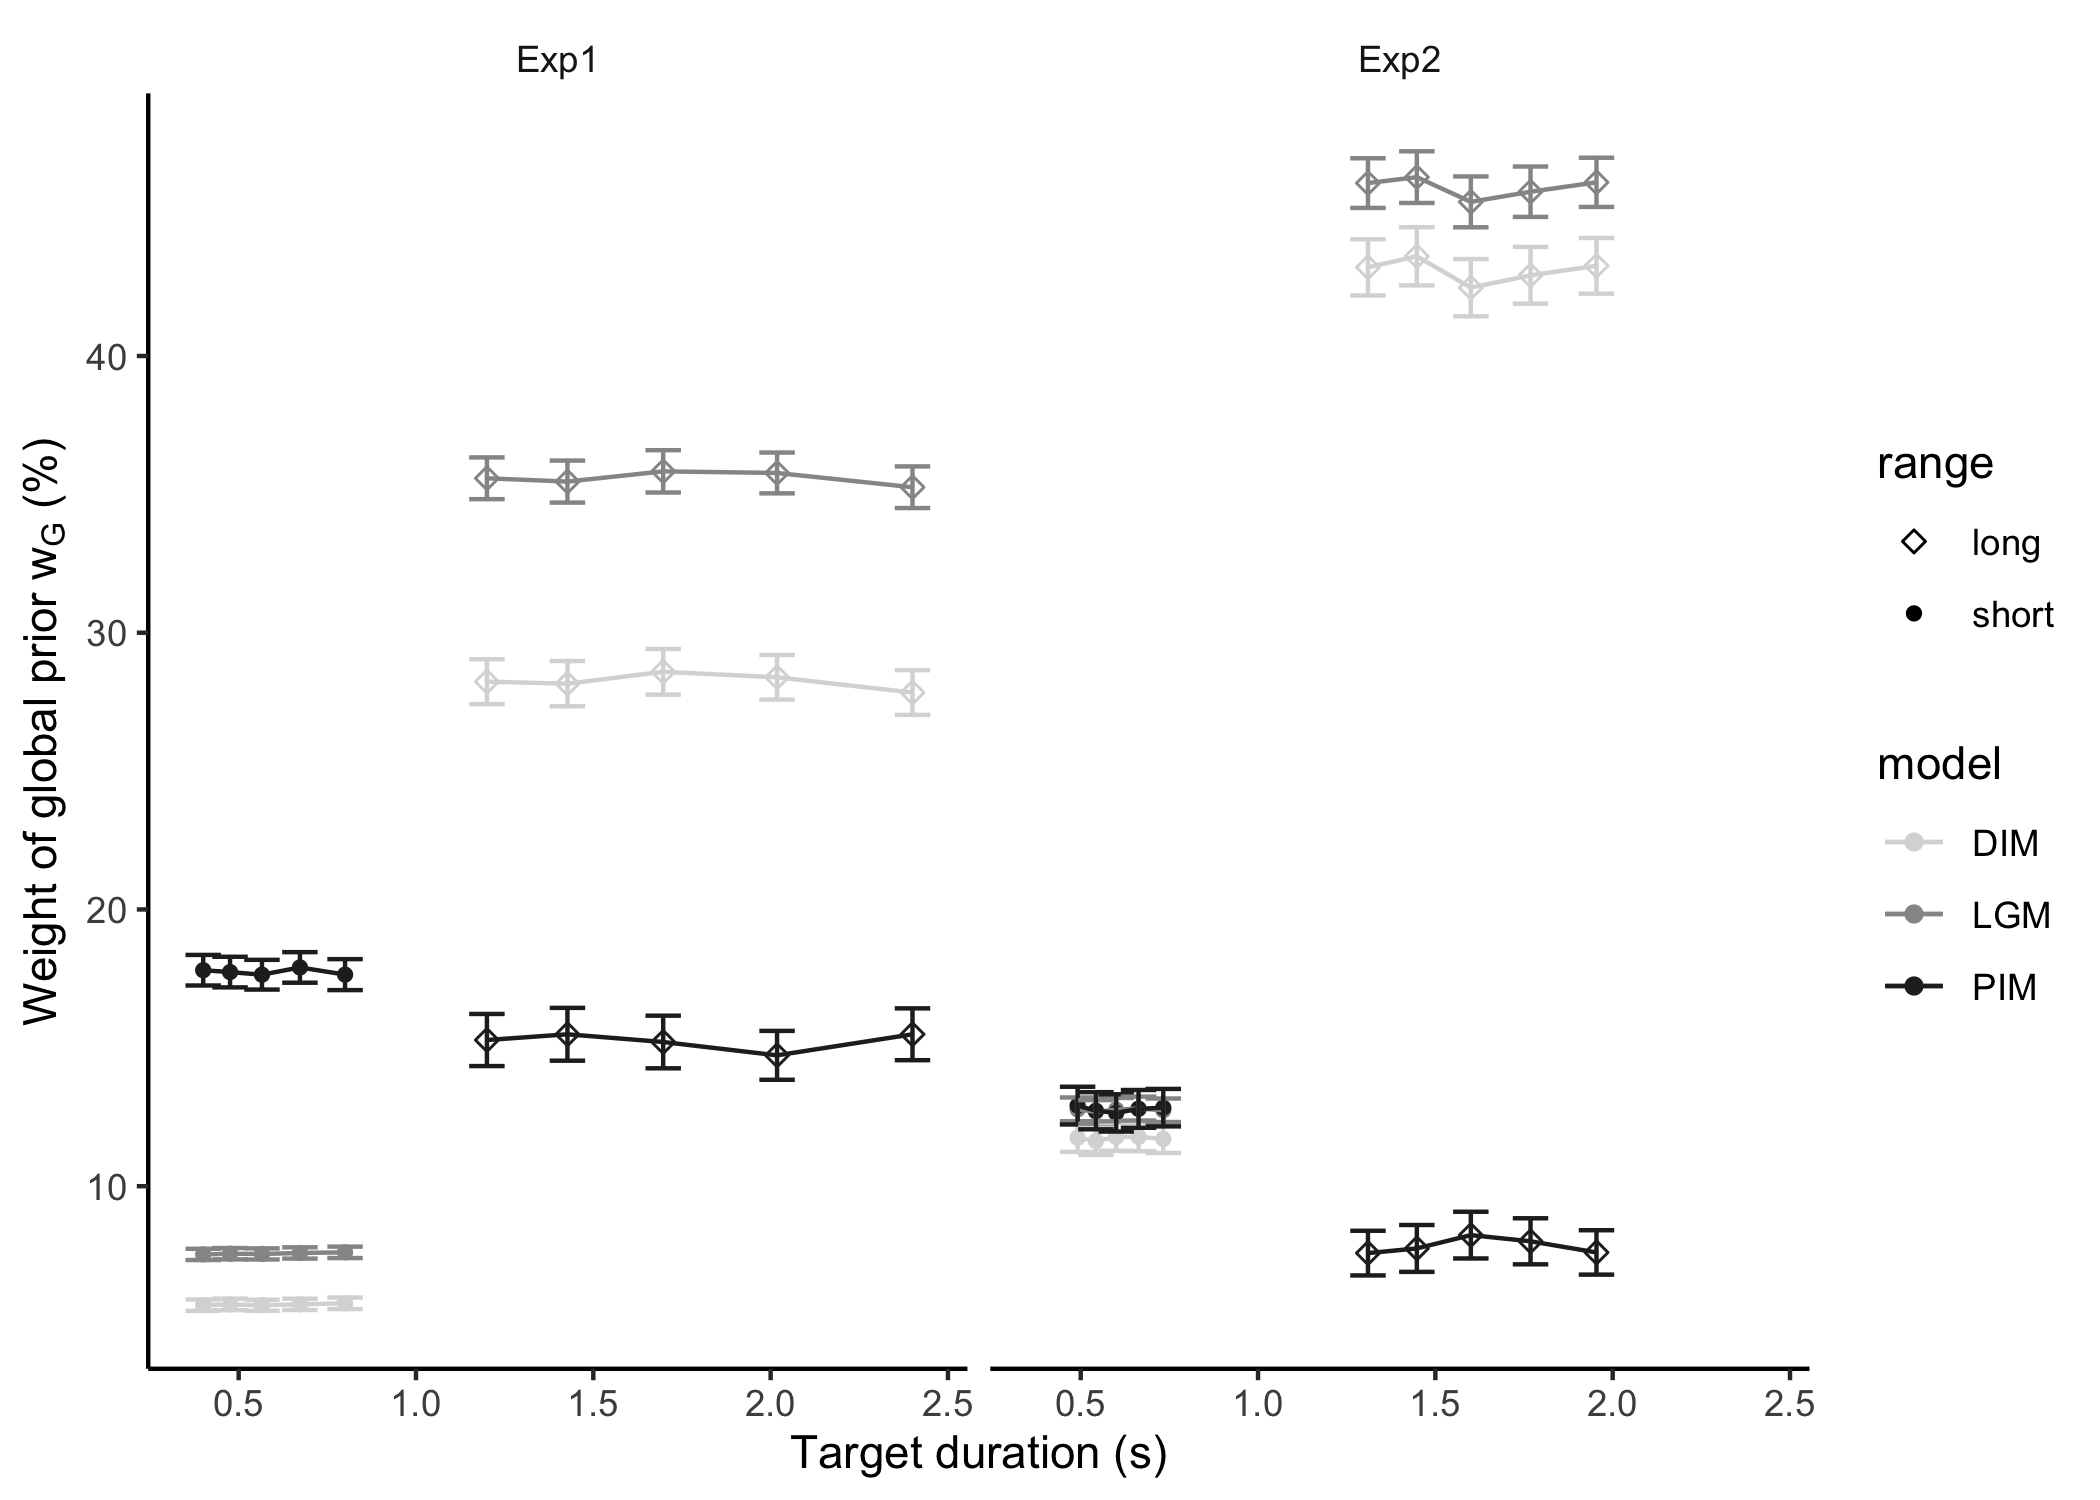 Exp1
Exp2
Weight of global prior wG (%)
40
30
20
10
0.5 1.0 1.5 2.0 2.5
0.5 1.0 1.5 2.0 2.5
Target duration (s)
range
long
short
model
DIM
LGM
PIM